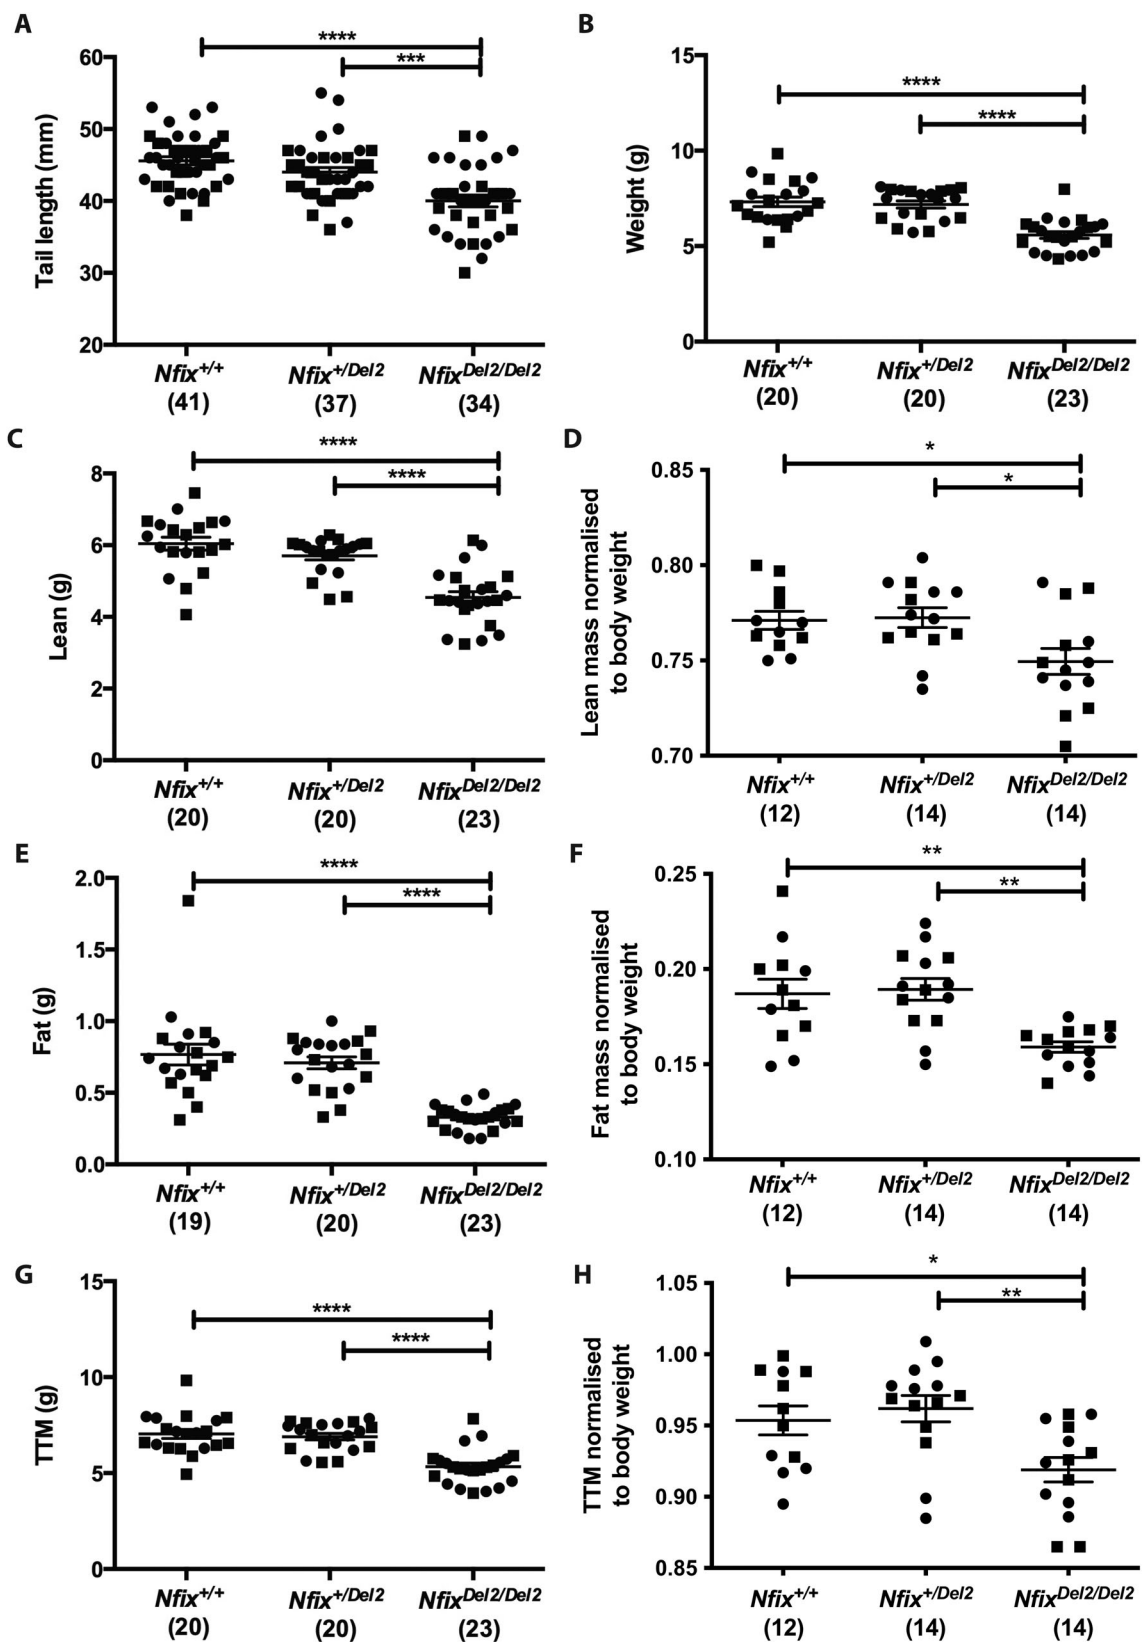 A
Tail length (mm)
60
50
40
30
20
****
***
Nfix+/+
(41)
Nfix+/Del2
(37)
NfixDel2/Del2
(34)
B
Weight (g)
15
10
5
0
****
****
Nfix+/+
(20)
Nfix+/Del2
(20)
NfixDel2/Del2
(23)
C
Lean (g)
8
6
4
2
0
****
****
Nfix+/+
(20)
Nfix+/Del2
(20)
NfixDel2/Del2
(23)
D
Lean mass normalised
to body weight
0.85
0.80
0.75
0.70
*
*
Nfix+/+
(12)
Nfix+/Del2
(14)
NfixDel2/Del2
(14)
E
Fat (g)
2.0
1.5
1.0
0.5
0.0
****
****
Nfix+/+
(19)
Nfix+/Del2
(20)
NfixDel2/Del2
(23)
F
Fat mass normalised
to body weight
0.25
0.20
0.15
0.10
**
**
Nfix+/+
(12)
Nfix+/Del2
(14)
NfixDel2/Del2
(14)
G
TTM (g)
15
10
5
0
****
****
Nfix+/+
(20)
Nfix+/Del2
(20)
NfixDel2/Del2
(23)
H
TTM normalised
to body weight
1.05
1.00
0.95
0.90
0.85
*
**
Nfix+/+
(12)
Nfix+/Del2
(14)
NfixDel2/Del2
(14)